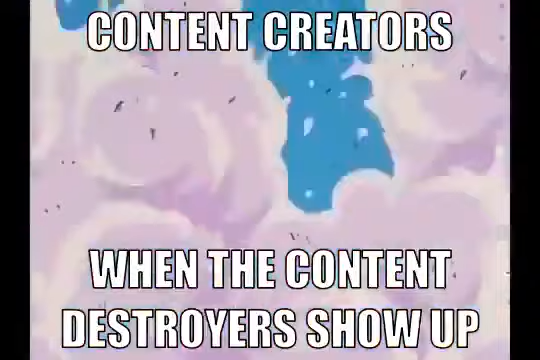 CONTENT CREATORS
WHEN THE CONTENT
DESTROYERS SHOW UP